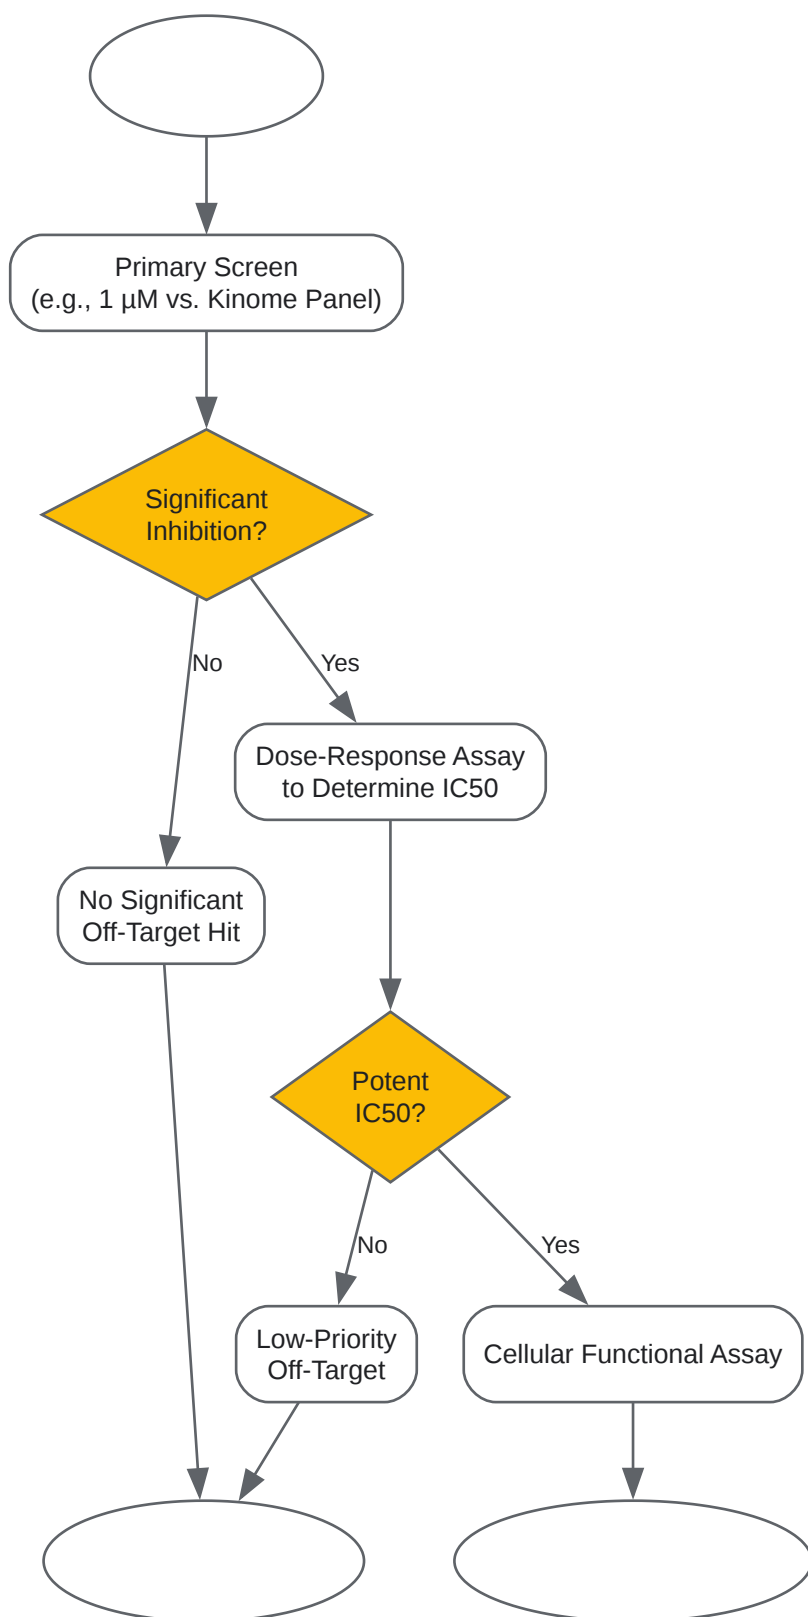 Primary Screen
(e.g., 1 µM vs. Kinome Panel)
Significant
Inhibition?
No
Yes
Dose-Response Assay
to Determine IC50
No Significant
Off-Target Hit
Potent
IC50?
No
Yes
Low-Priority
Off-Target
Cellular Functional Assay